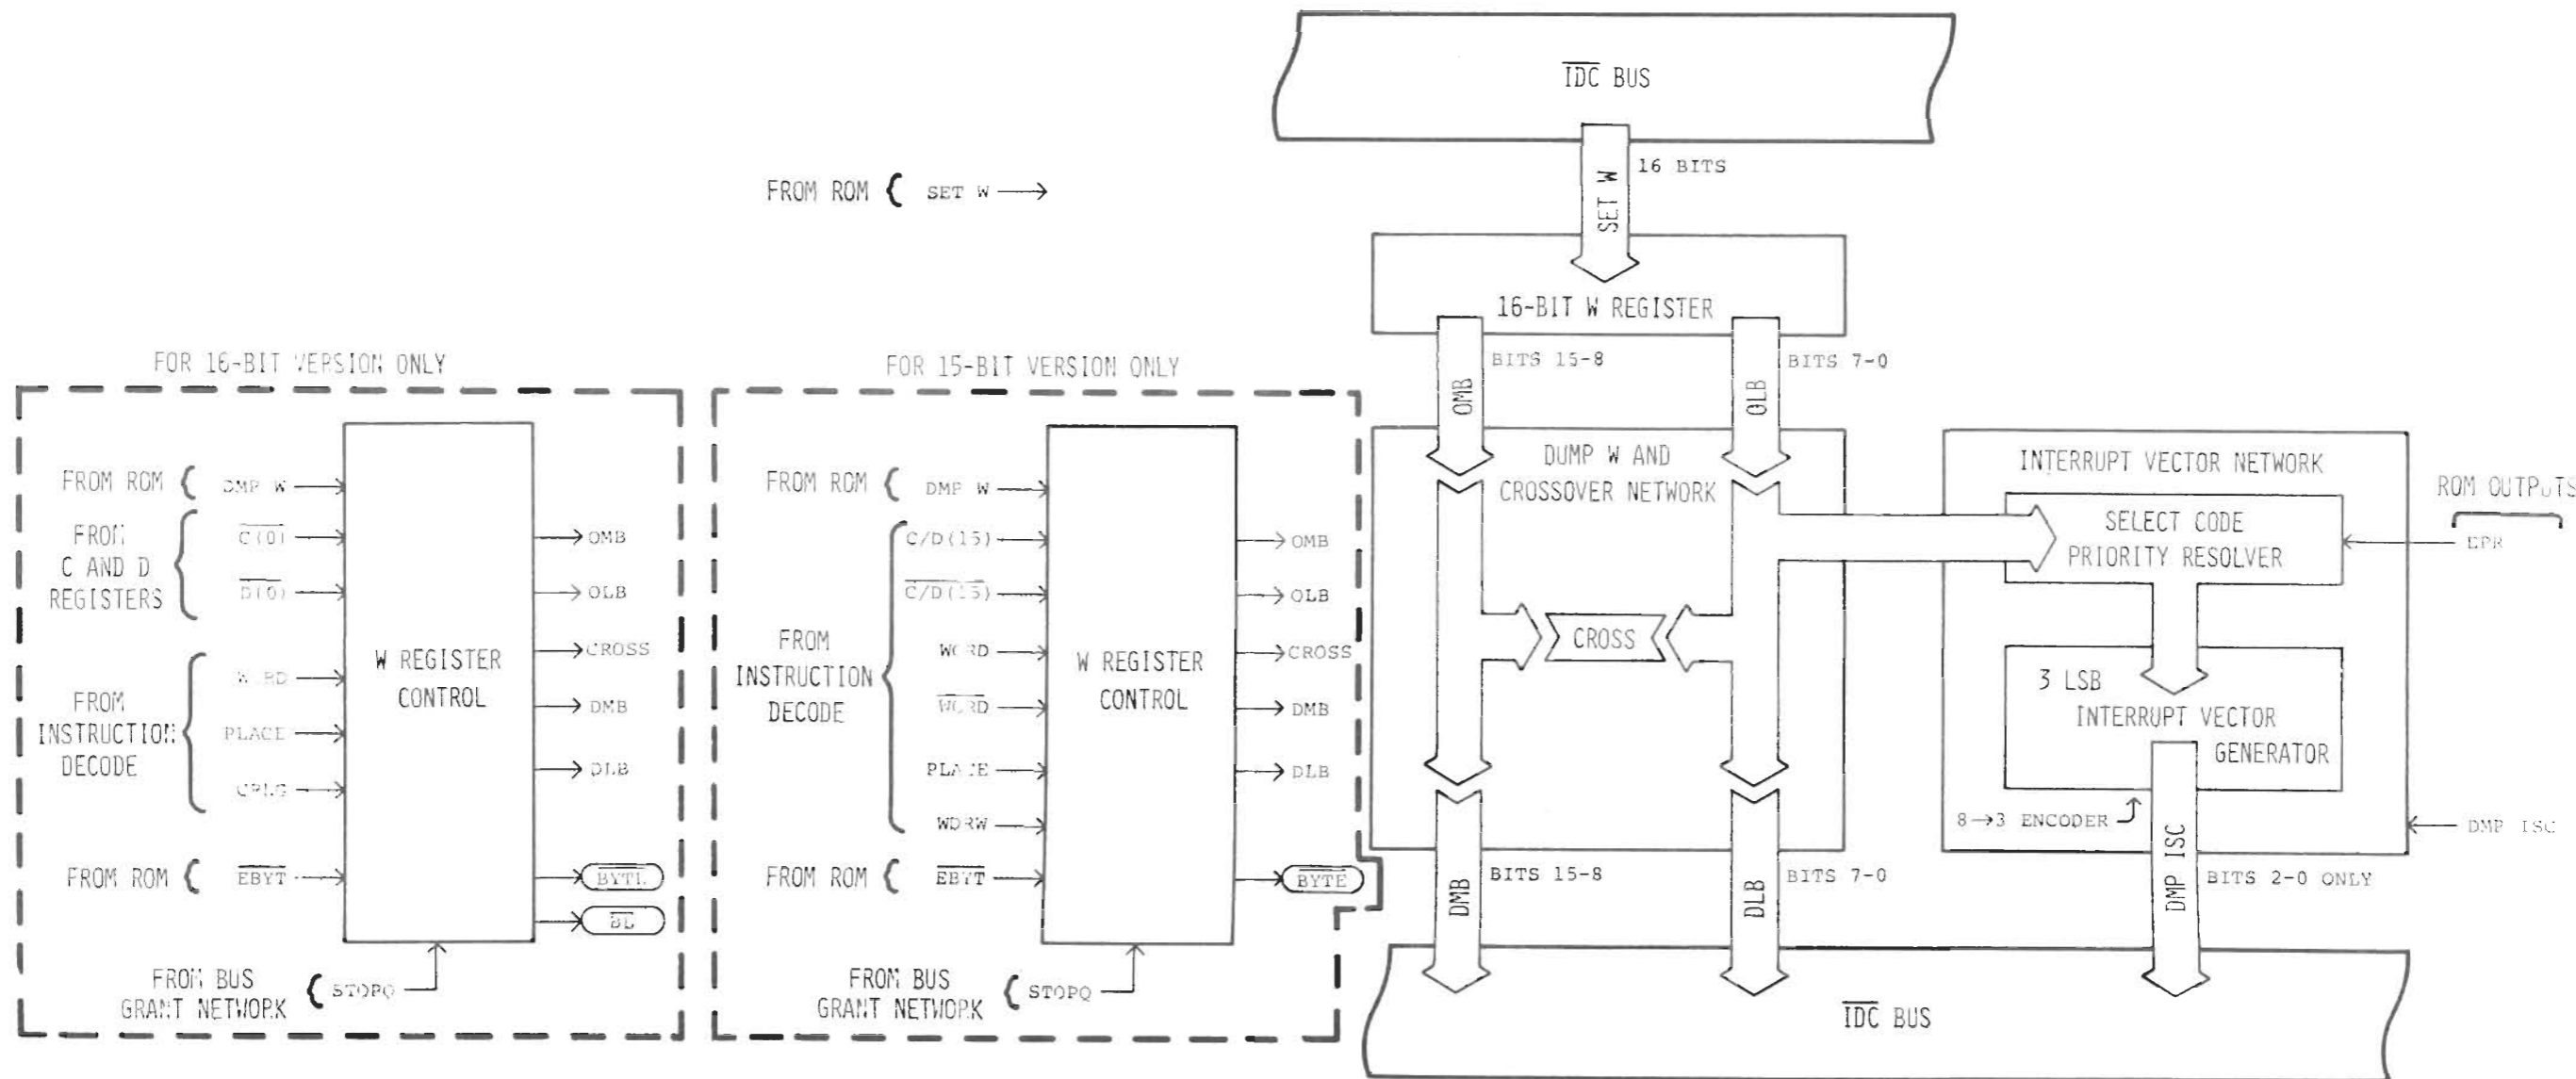 IDC BUS
16 BITS
SET W
FROM ROM { SET W
16-BIT W REGISTER
BITS 15-8
BITS 7-0
OMB
OLB
FOR 16-BIT VERSION ONLY
FROM ROM { DMP W
FROM
C AND D
REGISTERS
C(0)
D(0)
FROM
INSTRUCTION
DECODE
WORD
PLACE
FROM ROM { EBYT
W REGISTER
CONTROL
OMB
OLB
CROSS
DMB
DLB
BL
FROM BUS
GRANT NETWORK
{ STOPQ
FOR 15-BIT VERSION ONLY
FROM ROM { DMP W
FROM
INSTRUCTION
DECODE
C/D(15)
C/D(15)
WORD
WORD
PLACE
WDRW
FROM ROM { EBYT
W REGISTER
CONTROL
OMB
OLB
CROSS
DMB
DLB
BYTE
FROM BUS
GRANT NETWORK
{ STOPQ
DUMP W AND
CROSSOVER NETWORK
CROSS
BITS 15-8
BITS 7-0
DMB
DLB
INTERRUPT VECTOR NETWORK
SELECT CODE
PRIORITY RESOLVER
3 LSB
INTERRUPT VECTOR
GENERATOR
8→3 ENCODER
DMP ISC
BITS 2-0 ONLY
ROM OUTPUTS
EPR
DMP ISC
IDC BUS